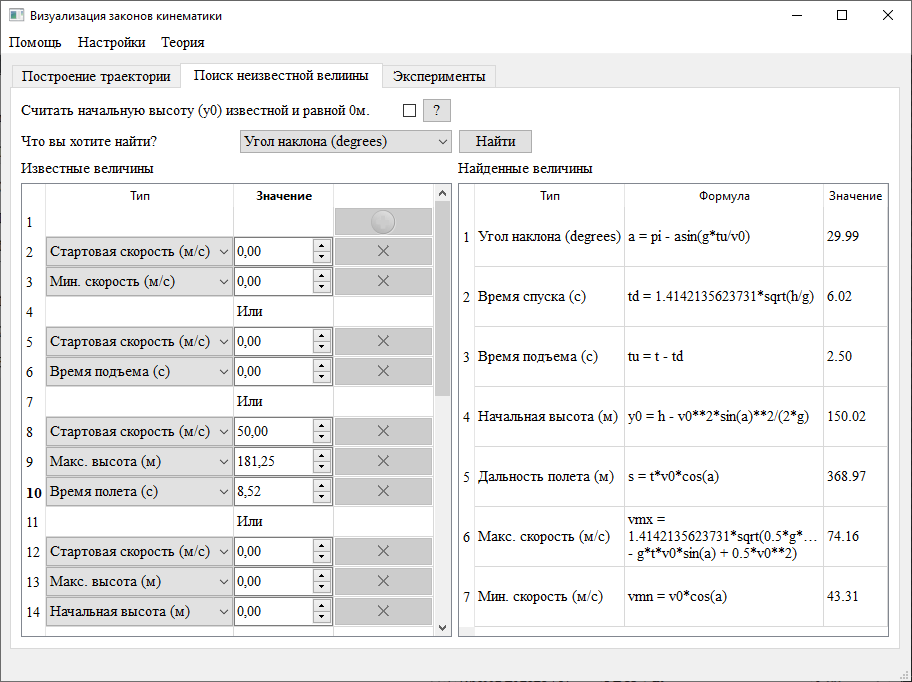 Визуализация законов кинематики
Помощь Настройки Теория
Построение траектории Поиск неизвестной велиины Эксперименты
Считать начальную высоту (y0) известной и равной 0м. ?
Что вы хотите найти? Угол наклона (degrees) Найти
Известные величины
Тип Значение
1
2 Стартовая скорость (м/с) 0,00
3 Мин. скорость (м/с) 0,00
4 Или
5 Стартовая скорость (м/с) 0,00
6 Время подъема (с) 0,00
7 Или
8 Стартовая скорость (м/с) 50,00
9 Макс. высота (м) 181,25
10 Время полета (с) 8,52
11 Или
12 Стартовая скорость (м/с) 0,00
13 Макс. высота (м) 0,00
14 Начальная высота (м) 0,00
Найденные величины
Тип Формула Значение
1 Угол наклона (degrees) a = pi - asin(g*tu/v0) 29.99
2 Время спуска (с) td = 1.4142135623731*sqrt(h/g) 6.02
3 Время подъема (с) tu = t - td 2.50
4 Начальная высота (м) y0 = h - v0**2*sin(a)**2/(2*g) 150.02
5 Дальность полета (м) s = t*v0*cos(a) 368.97
vmx =
6 Макс. скорость (м/с) 1.4142135623731*sqrt(0.5*g*… 74.16
- g*t*v0*sin(a) + 0.5*v0**2)
7 Мин. скорость (м/с) vmn = v0*cos(a) 43.31